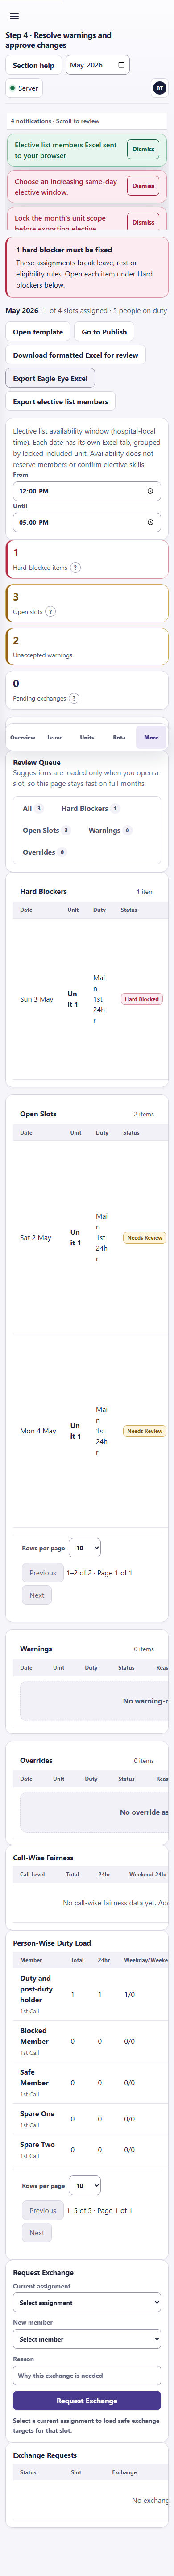 Step 4 · Resolve warnings and
approve changes
Section help
May 2026
Server
BT
4 notifications · Scroll to review
Elective list members Excel sent
to your browser
Dismiss
Choose an increasing same-day
elective window.
Dismiss
Lock the month's unit scope
before exporting elective
Dismiss
1 hard blocker must be fixed
These assignments break leave, rest or
eligibility rules. Open each item under Hard
blockers below.
May 2026 · 1 of 4 slots assigned · 5 people on duty
Open template
Go to Publish
Download formatted Excel for review
Export Eagle Eye Excel
Export elective list members
Elective list availability window (hospital-local
time). Each date has its own Excel tab, grouped
by locked included unit. Availability does not
reserve members or confirm elective skills.
From
12:00 PM
Until
05:00 PM
1
Hard-blocked items ?
3
Open slots ?
2
Unaccepted warnings
0
Pending exchanges ?
Overview
Leave
Units
Rota
More
Review Queue
Suggestions are loaded only when you open a
slot, so this page stays fast on full months.
All 3
Hard Blockers 1
Open Slots 3
Warnings 0
Overrides 0
Hard Blockers
1 item
Date Unit Duty Status
Sun 3 May
Un
it 1
Mai
n
1st
24h
r
Hard Blocked
Open Slots
2 items
Date Unit Duty Status
Sat 2 May
Un
it 1
Mai
n
1st
24h
r
Needs Review
Mon 4 May
Un
it 1
Mai
n
1st
24h
r
Needs Review
Rows per page 10
Previous 1–2 of 2 · Page 1 of 1
Next
Warnings
0 items
Date Unit Duty Status Reas
No warning-o
Overrides
0 items
Date Unit Duty Status Reas
No override as
Call-Wise Fairness
Call Level Total 24hr Weekend 24hr
No call-wise fairness data yet. Add
Person-Wise Duty Load
Member Total 24hr Weekday/Weeke
Duty and
post-duty
holder
1st Call
1 1 1/0
Blocked
Member
1st Call
0 0 0/0
Safe
Member
1st Call
0 0 0/0
Spare One
1st Call
0 0 0/0
Spare Two
1st Call
0 0 0/0
Rows per page 10
Previous 1–5 of 5 · Page 1 of 1
Next
Request Exchange
Current assignment
Select assignment
New member
Select member
Reason
Why this exchange is needed
Request Exchange
Select a current assignment to load safe exchange
targets for that slot.
Exchange Requests
Status Slot Exchange
No exchang